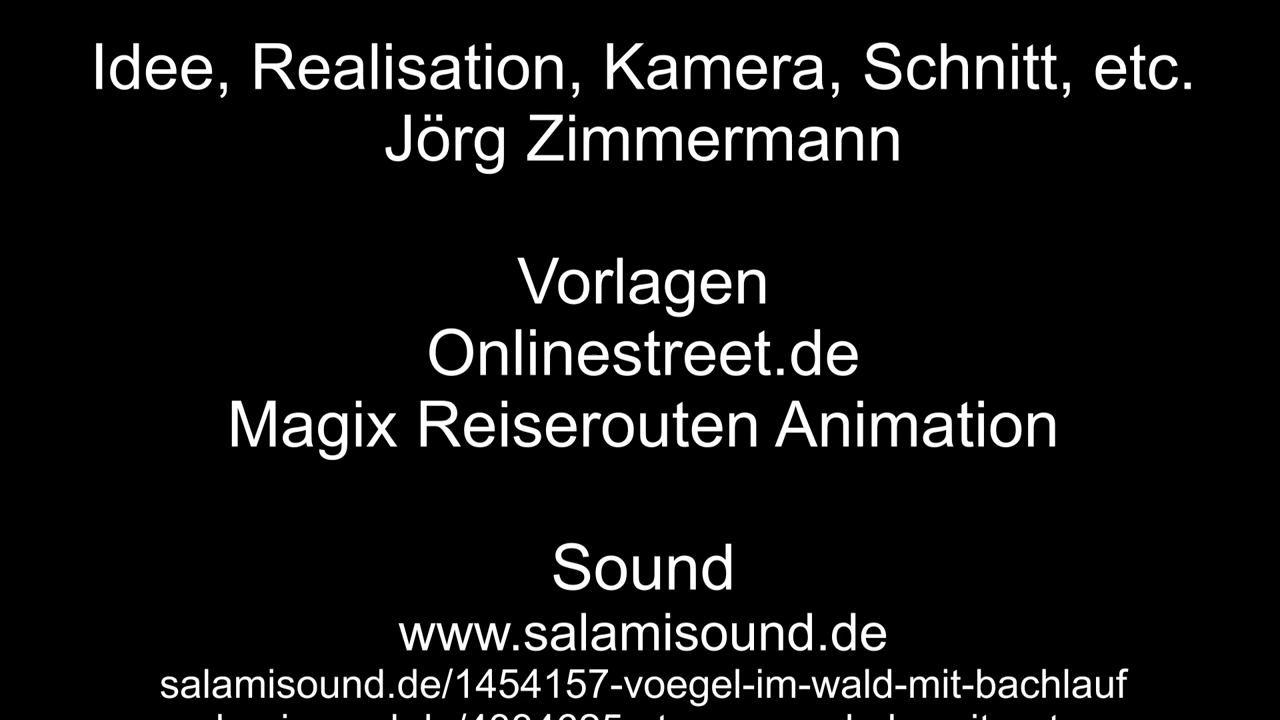 Idee, Realisation, Kamera, Schnitt, etc.
Jörg Zimmermann
Vorlagen
Onlinestreet.de
Magix Reiserouten Animation
Sound
www.salamisound.de
salamisound.de/1454157-voegel-im-wald-mit-bachlauf